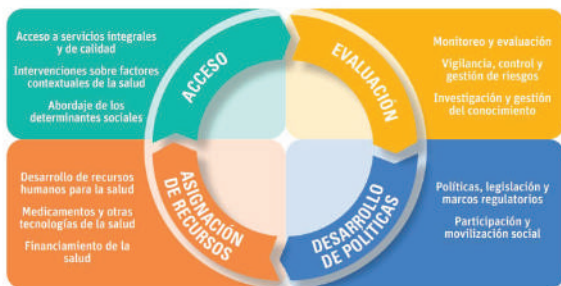 Acceso a servicios integrales
y de calidad
Intervenciones sobre factores
contextuales de la salud
Abordaje de los
determinantes sociales
ACCESO
EVALUACIÓN
Monitoreo y evaluación
Vigilancia, control y
gestión de riesgos
Investigación y gestión
del conocimiento
Desarrollo de recursos
humanos para la salud
Medicamentos y otras
tecnologías de la salud
Financiamiento de la
salud
ASIGNACIÓN
DE RECURSOS
DESARROLLO
DE POLÍTICAS
Políticas, legislación y
marcos regulatorios
Participación y
movilización social